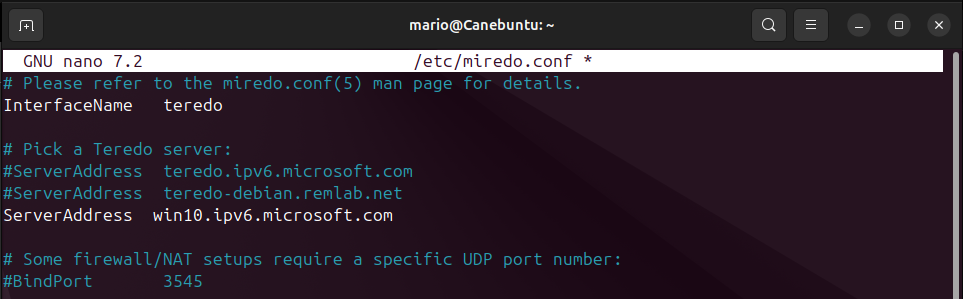 mario@Canebuntu: ~
GNU nano 7.2 /etc/miredo.conf *
# Please refer to the miredo.conf(5) man page for details.
InterfaceName teredo
# Pick a Teredo server:
#ServerAddress teredo.ipv6.microsoft.com
#ServerAddress teredo-debian.remlab.net
ServerAddress win10.ipv6.microsoft.com
# Some firewall/NAT setups require a specific UDP port number:
#BindPort 3545